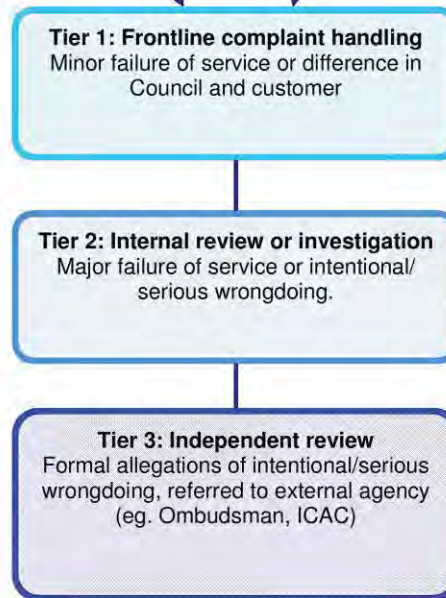 Tier 1: Frontline complaint handling
Minor failure of service or difference in
Council and customer
Tier 2: Internal review or investigation
Major failure of service or intentional/
serious wrongdoing.
Tier 3: Independent review
Formal allegations of intentional/serious
wrongdoing, referred to external agency
(eg. Ombudsman, ICAC)